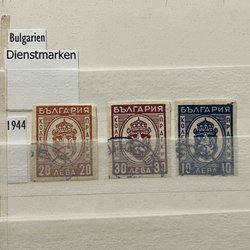 Bulgarien
Dienstmarken
1944
БЪЛГАРИЯ
20 20
ЛЕВА
БЪЛГАРИЯ
30 30
ЛЕВА
БЪЛГАРИЯ
10 10
ЛЕВА